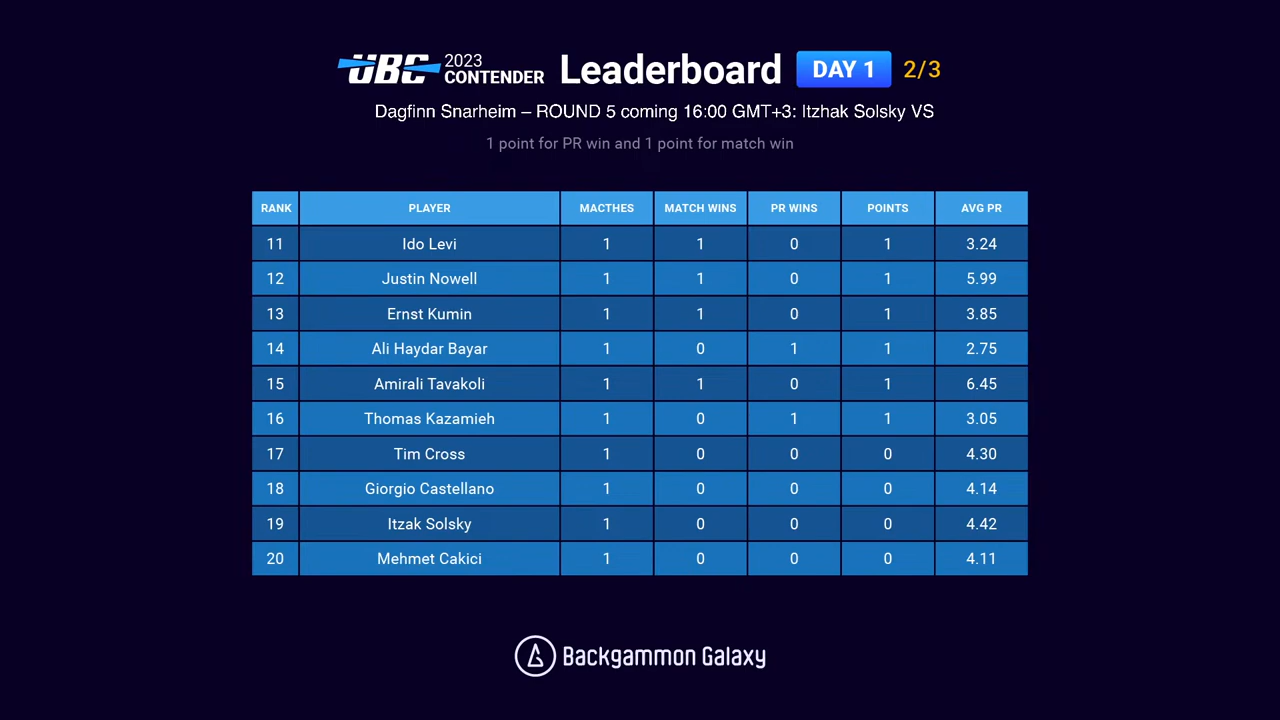 UBC 2023 CONTENDER Leaderboard DAY 1 2/3
Dagfinn Snarheim – ROUND 5 coming 16:00 GMT+3: Itzhak Solsky VS
1 point for PR win and 1 point for match win
RANK PLAYER MACTHES MATCH WINS PR WINS POINTS AVG PR
11 Ido Levi 1 1 0 1 3.24
12 Justin Nowell 1 1 0 1 5.99
13 Ernst Kumin 1 1 0 1 3.85
14 Ali Haydar Bayar 1 0 1 1 2.75
15 Amirali Tavakoli 1 1 0 1 6.45
16 Thomas Kazamieh 1 0 1 1 3.05
17 Tim Cross 1 0 0 0 4.30
18 Giorgio Castellano 1 0 0 0 4.14
19 Itzak Solsky 1 0 0 0 4.42
20 Mehmet Cakici 1 0 0 0 4.11
Backgammon Galaxy